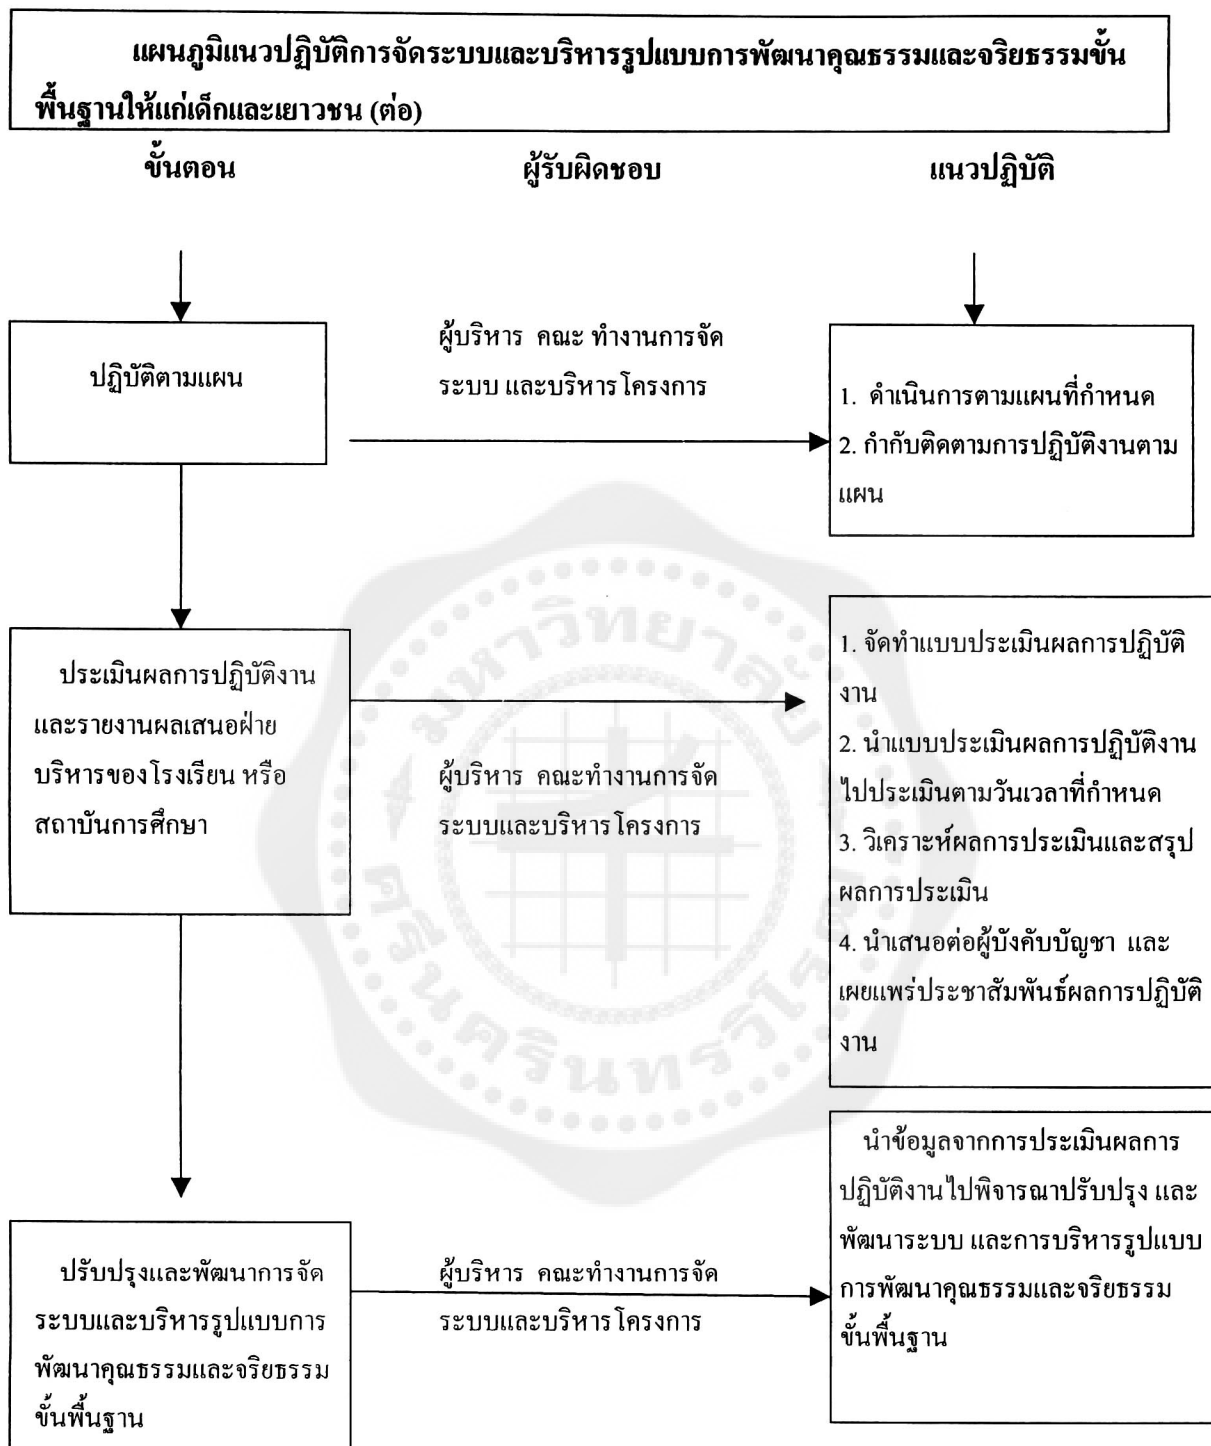 แผนภูมิแนวปฏิบัติการจัดระบบและบริหารรูปแบบการพัฒนาคุณธรรมและจริยธรรมขั้น
พื้นฐานให้แก่เด็กและเยาวชน (ต่อ)
ขั้นตอน
ผู้รับผิดชอบ
แนวปฏิบัติ
ปฏิบัติตามแผน
ผู้บริหาร คณะ ทำงานการจัด
ระบบ และบริหารโครงการ
1. ดำเนินการตามแผนที่กำหนด
2. กำกับติดตามการปฏิบัติงานตาม
แผน
ประเมินผลการปฏิบัติงาน
และรายงานผลเสนอฝ่าย
บริหารของโรงเรียน หรือ
สถาบันการศึกษา
ผู้บริหาร คณะทำงานการจัด
ระบบและบริหารโครงการ
1. จัดทำแบบประเมินผลการปฏิบัติ
งาน
2. นำแบบประเมินผลการปฏิบัติงาน
ไปประเมินตามวันเวลาที่กำหนด
3. วิเคราะห์ผลการประเมินและสรุป
ผลการประเมิน
4. นำเสนอต่อผู้บังคับบัญชา และ
เผยแพร่ประชาสัมพันธ์ผลการปฏิบัติ
งาน
ปรับปรุงและพัฒนาการจัด
ระบบและบริหารรูปแบบการ
พัฒนาคุณธรรมและจริยธรรม
ขั้นพื้นฐาน
ผู้บริหาร คณะทำงานการจัด
ระบบและบริหารโครงการ
นำข้อมูลจากการประเมินผลการ
ปฏิบัติงานไปพิจารณาปรับปรุง และ
พัฒนาระบบ และการบริหารรูปแบบ
การพัฒนาคุณธรรมและจริยธรรม
ขั้นพื้นฐาน
มหาวิทยาลัย
ศรีนครินทรวิโรฒ